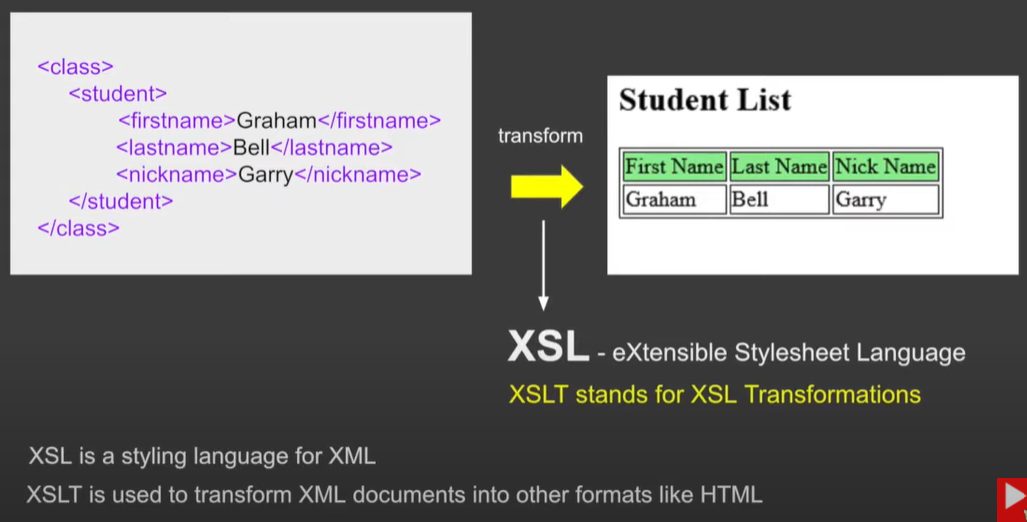 <class>
<student>
<firstname>Graham</firstname>
<lastname>Bell</lastname>
<nickname>Garry</nickname>
</student>
</class>
transform
Student List
First Name Last Name Nick Name
Graham Bell Garry
XSL - eXtensible Stylesheet Language
XSLT stands for XSL Transformations
XSL is a styling language for XML
XSLT is used to transform XML documents into other formats like HTML